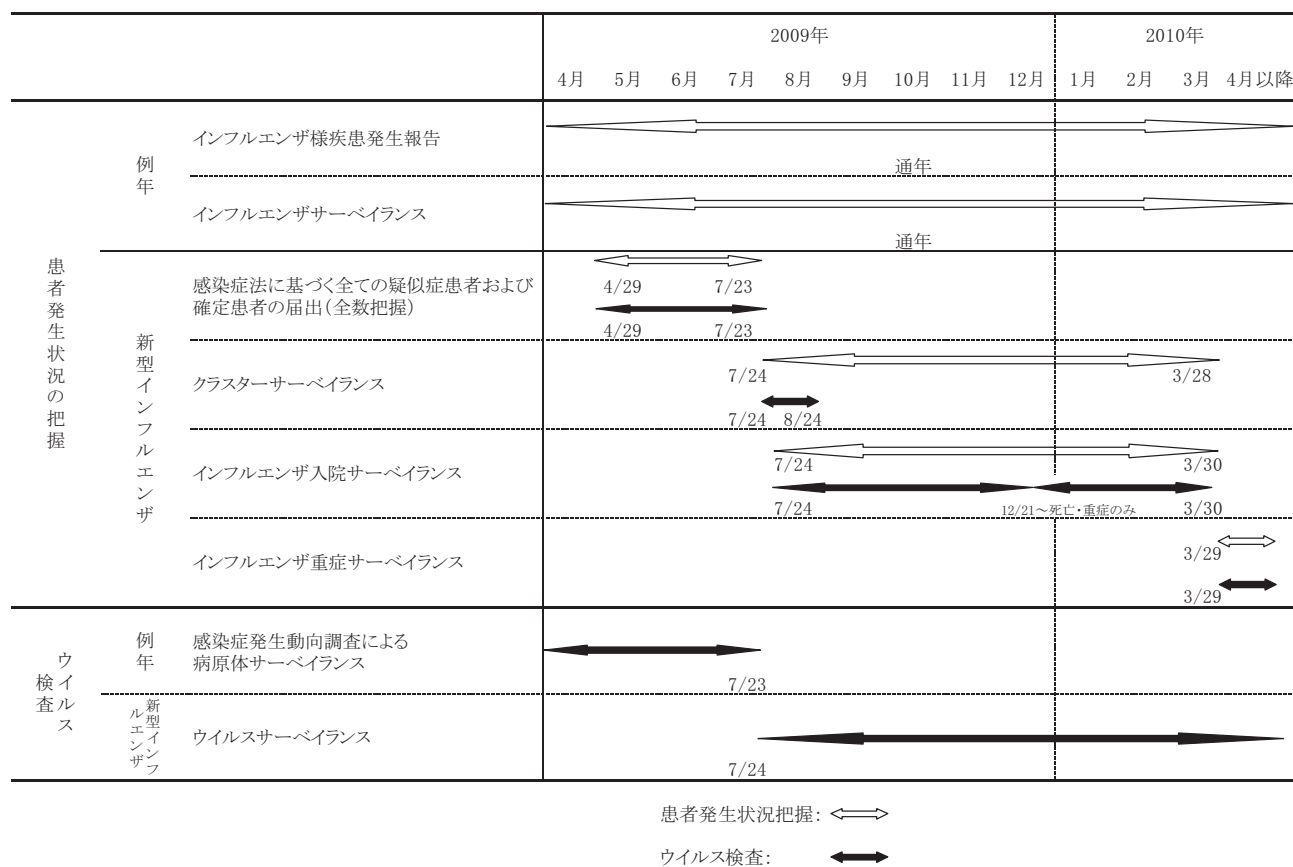 2009年 2010年
4月 5月 6月 7月 8月 9月 10月 11月 12月 1月 2月 3月 4月以降
患者発生状況の把握
例年
インフルエンザ様疾患発生報告
通年
インフルエンザサーベイランス
通年
新型インフルエンザ
感染症法に基づく全ての疑似症患者および
確定患者の届出(全数把握)
4/29 7/23
4/29 7/23
クラスターサーベイランス
7/24 3/28
7/24 8/24
インフルエンザ入院サーベイランス
7/24 3/30
7/24 12/21～死亡・重症のみ 3/30
インフルエンザ重症サーベイランス
3/29
3/29
ウイルス
検査
例年
感染症発生動向調査による
病原体サーベイランス
7/23
新型インフ
ルエンザ
ウイルスサーベイランス
7/24
患者発生状況把握:
ウイルス検査: